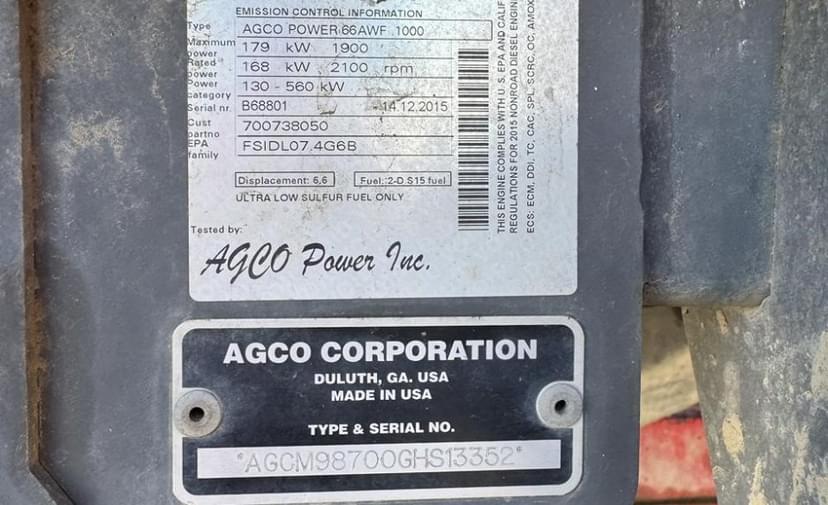 EMISSION CONTROL INFORMATION
Type AGCO POWER 66AWF .1000
Maximum power 179 kW 1900
Rated power 168 kW 2100 rpm
Power category 130 - 560 kW
Serial nr. B68801 -14.12.2015
Cust partno 700738050
EPA family FSIDL07.4G6B
Displacement: 6,6 Fuel: 2-D S15 fuel
ULTRA LOW SULFUR FUEL ONLY
Tested by:
AGCO Power Inc.
THIS ENGINE COMPLIES WITH U.S. EPA AND CALIF
REGULATIONS FOR 2015 NONROAD DIESEL ENGIN
ECS: ECM, DDI, TC, CAC, SPL, SCRC, OC, AMOX
AGCO CORPORATION
DULUTH, GA. USA
MADE IN USA
TYPE & SERIAL NO.
*AGCM98700GHS13352*